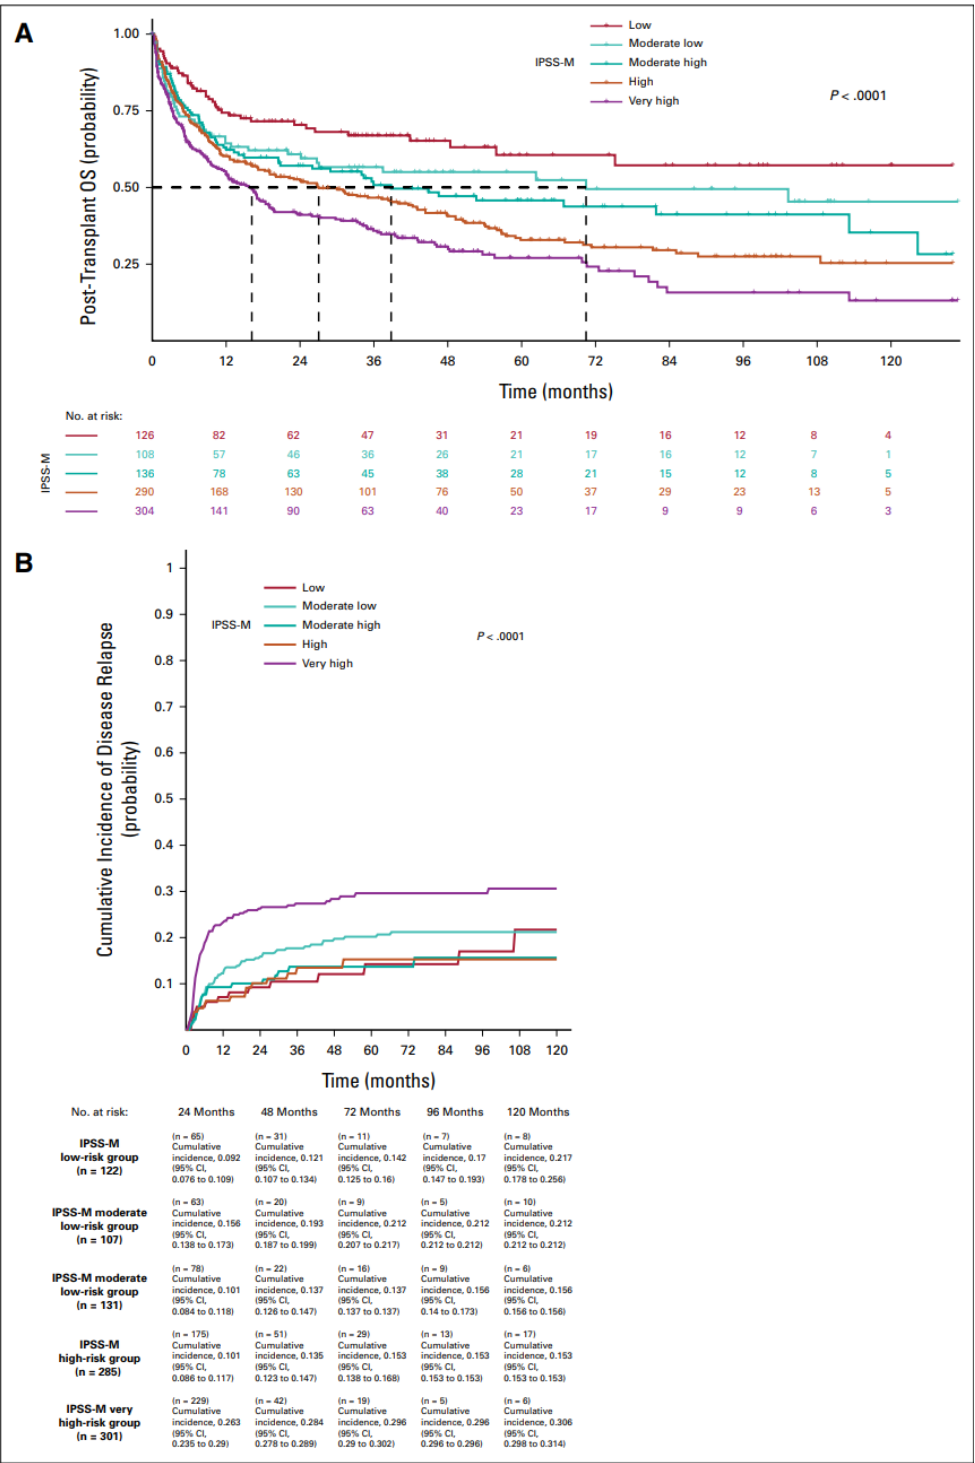 A
Low
Moderate low
IPSS-M
Moderate high
High
Very high
P < .0001
Post-Transplant OS (probability)
1.00
0.75
0.50
0.25
0 12 24 36 48 60 72 84 96 108 120
Time (months)
No. at risk:
IPSS-M
126 82 62 47 31 21 19 16 12 8 4
108 57 46 36 26 21 17 16 12 7 1
136 78 63 45 38 28 21 15 12 8 5
290 168 130 101 76 50 37 29 23 13 5
304 141 90 63 40 23 17 9 9 6 3
B
Low
Moderate low
IPSS-M
Moderate high
High
Very high
P < .0001
Cumulative Incidence of Disease Relapse
(probability)
1
0.9
0.8
0.7
0.6
0.5
0.4
0.3
0.2
0.1
0 12 24 36 48 60 72 84 96 108 120
Time (months)
No. at risk: 24 Months 48 Months 72 Months 96 Months 120 Months
IPSS-M
low-risk group
(n = 122)
(n = 65) (n = 31) (n = 11) (n = 7) (n = 8)
Cumulative Cumulative Cumulative Cumulative Cumulative
incidence, 0.092 incidence, 0.121 incidence, 0.142 incidence, 0.17 incidence, 0.217
(95% CI, (95% CI, (95% CI, (95% CI, (95% CI,
0.076 to 0.109) 0.107 to 0.134) 0.125 to 0.16) 0.147 to 0.193) 0.178 to 0.256)
IPSS-M moderate
low-risk group
(n = 107)
(n = 63) (n = 20) (n = 9) (n = 5) (n = 10)
Cumulative Cumulative Cumulative Cumulative Cumulative
incidence, 0.156 incidence, 0.193 incidence, 0.212 incidence, 0.212 incidence, 0.212
(95% CI, (95% CI, (95% CI, (95% CI, (95% CI,
0.138 to 0.173) 0.187 to 0.199) 0.207 to 0.217) 0.212 to 0.212) 0.212 to 0.212)
IPSS-M moderate
low-risk group
(n = 131)
(n = 78) (n = 22) (n = 16) (n = 9) (n = 6)
Cumulative Cumulative Cumulative Cumulative Cumulative
incidence, 0.101 incidence, 0.137 incidence, 0.137 incidence, 0.156 incidence, 0.156
(95% CI, (95% CI, (95% CI, (95% CI, (95% CI,
0.084 to 0.118) 0.126 to 0.147) 0.137 to 0.137) 0.14 to 0.173) 0.156 to 0.156)
IPSS-M
high-risk group
(n = 285)
(n = 175) (n = 51) (n = 29) (n = 13) (n = 17)
Cumulative Cumulative Cumulative Cumulative Cumulative
incidence, 0.101 incidence, 0.135 incidence, 0.153 incidence, 0.153 incidence, 0.153
(95% CI, (95% CI, (95% CI, (95% CI, (95% CI,
0.086 to 0.117) 0.123 to 0.147) 0.138 to 0.168) 0.153 to 0.153) 0.153 to 0.153)
IPSS-M very
high-risk group
(n = 301)
(n = 229) (n = 42) (n = 19) (n = 5) (n = 6)
Cumulative Cumulative Cumulative Cumulative Cumulative
incidence, 0.263 incidence, 0.284 incidence, 0.296 incidence, 0.296 incidence, 0.306
(95% CI, (95% CI, (95% CI, (95% CI, (95% CI,
0.235 to 0.29) 0.278 to 0.289) 0.29 to 0.302) 0.296 to 0.296) 0.298 to 0.314)